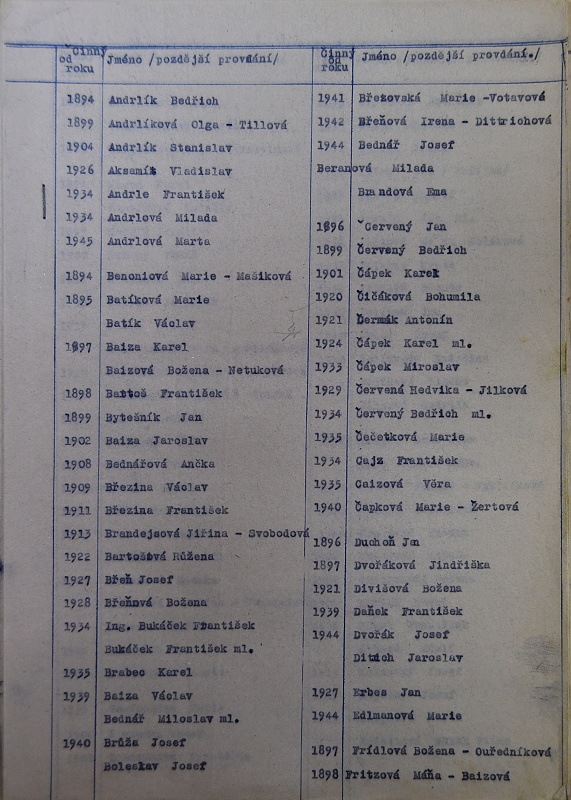 Činný
od
roku
Jméno /pozdější provdání/
1894 Andrlík Bedřich
1899 Andrlíková Olga - Tillová
1904 Andrlík Stanislav
1926 Aksamit Vladislav
1934 Andrle František
1934 Andrlová Milada
1945 Andrlová Marta
1894 Benoniová Marie - Mašiková
1895 Batíková Marie
Batík Václav
1897 Baiza Karel
Baizová Božena - Netuková
1898 Bartoš František
1899 Bytešník Jan
1902 Baiza Jaroslav
1908 Bednářová Ančka
1909 Březina Václav
1911 Březina František
1913 Brandejsová Jiřina - Svobodová
1922 Bartošová Růžena
1927 Břeň Josef
1928 Břeňová Božena
1934 Ing. Bukáček František
Bukáček František ml.
1935 Brabec Karel
1939 Baiza Václav
Bednář Miloslav ml.
1940 Brůža Josef
Boleslav Josef
Činný
od
roku
Jméno /pozdější provdání./
1941 Březovská Marie -Votavová
1942 Břeňová Irena - Dittrichová
1944 Bednář Josef
Beranová Milada
Brandová Ema
1896 Červený Jan
1899 Červený Bedřich
1901 Čápek Karel
1920 Čičáková Bohumila
1921 Čermák Antonín
1924 Čápek Karel ml.
1933 Čápek Miroslav
1929 Červená Hedvika - Jílková
1934 Červený Bedřich ml.
1935 Čečetková Marie
1934 Cajz František
1935 Caizová Věra
1940 Čapková Marie - Žertová
1896 Duchoň Jan
1897 Dvořáková Jindřiška
1921 Divišová Božena
1939 Daněk František
1944 Dvořák Josef
Ditrich Jaroslav
1927 Erbes Jan
1944 Edlmanová Marie
1897 Frídlová Božena - Ouředníková
1898 Fritzová Máňa - Baizová